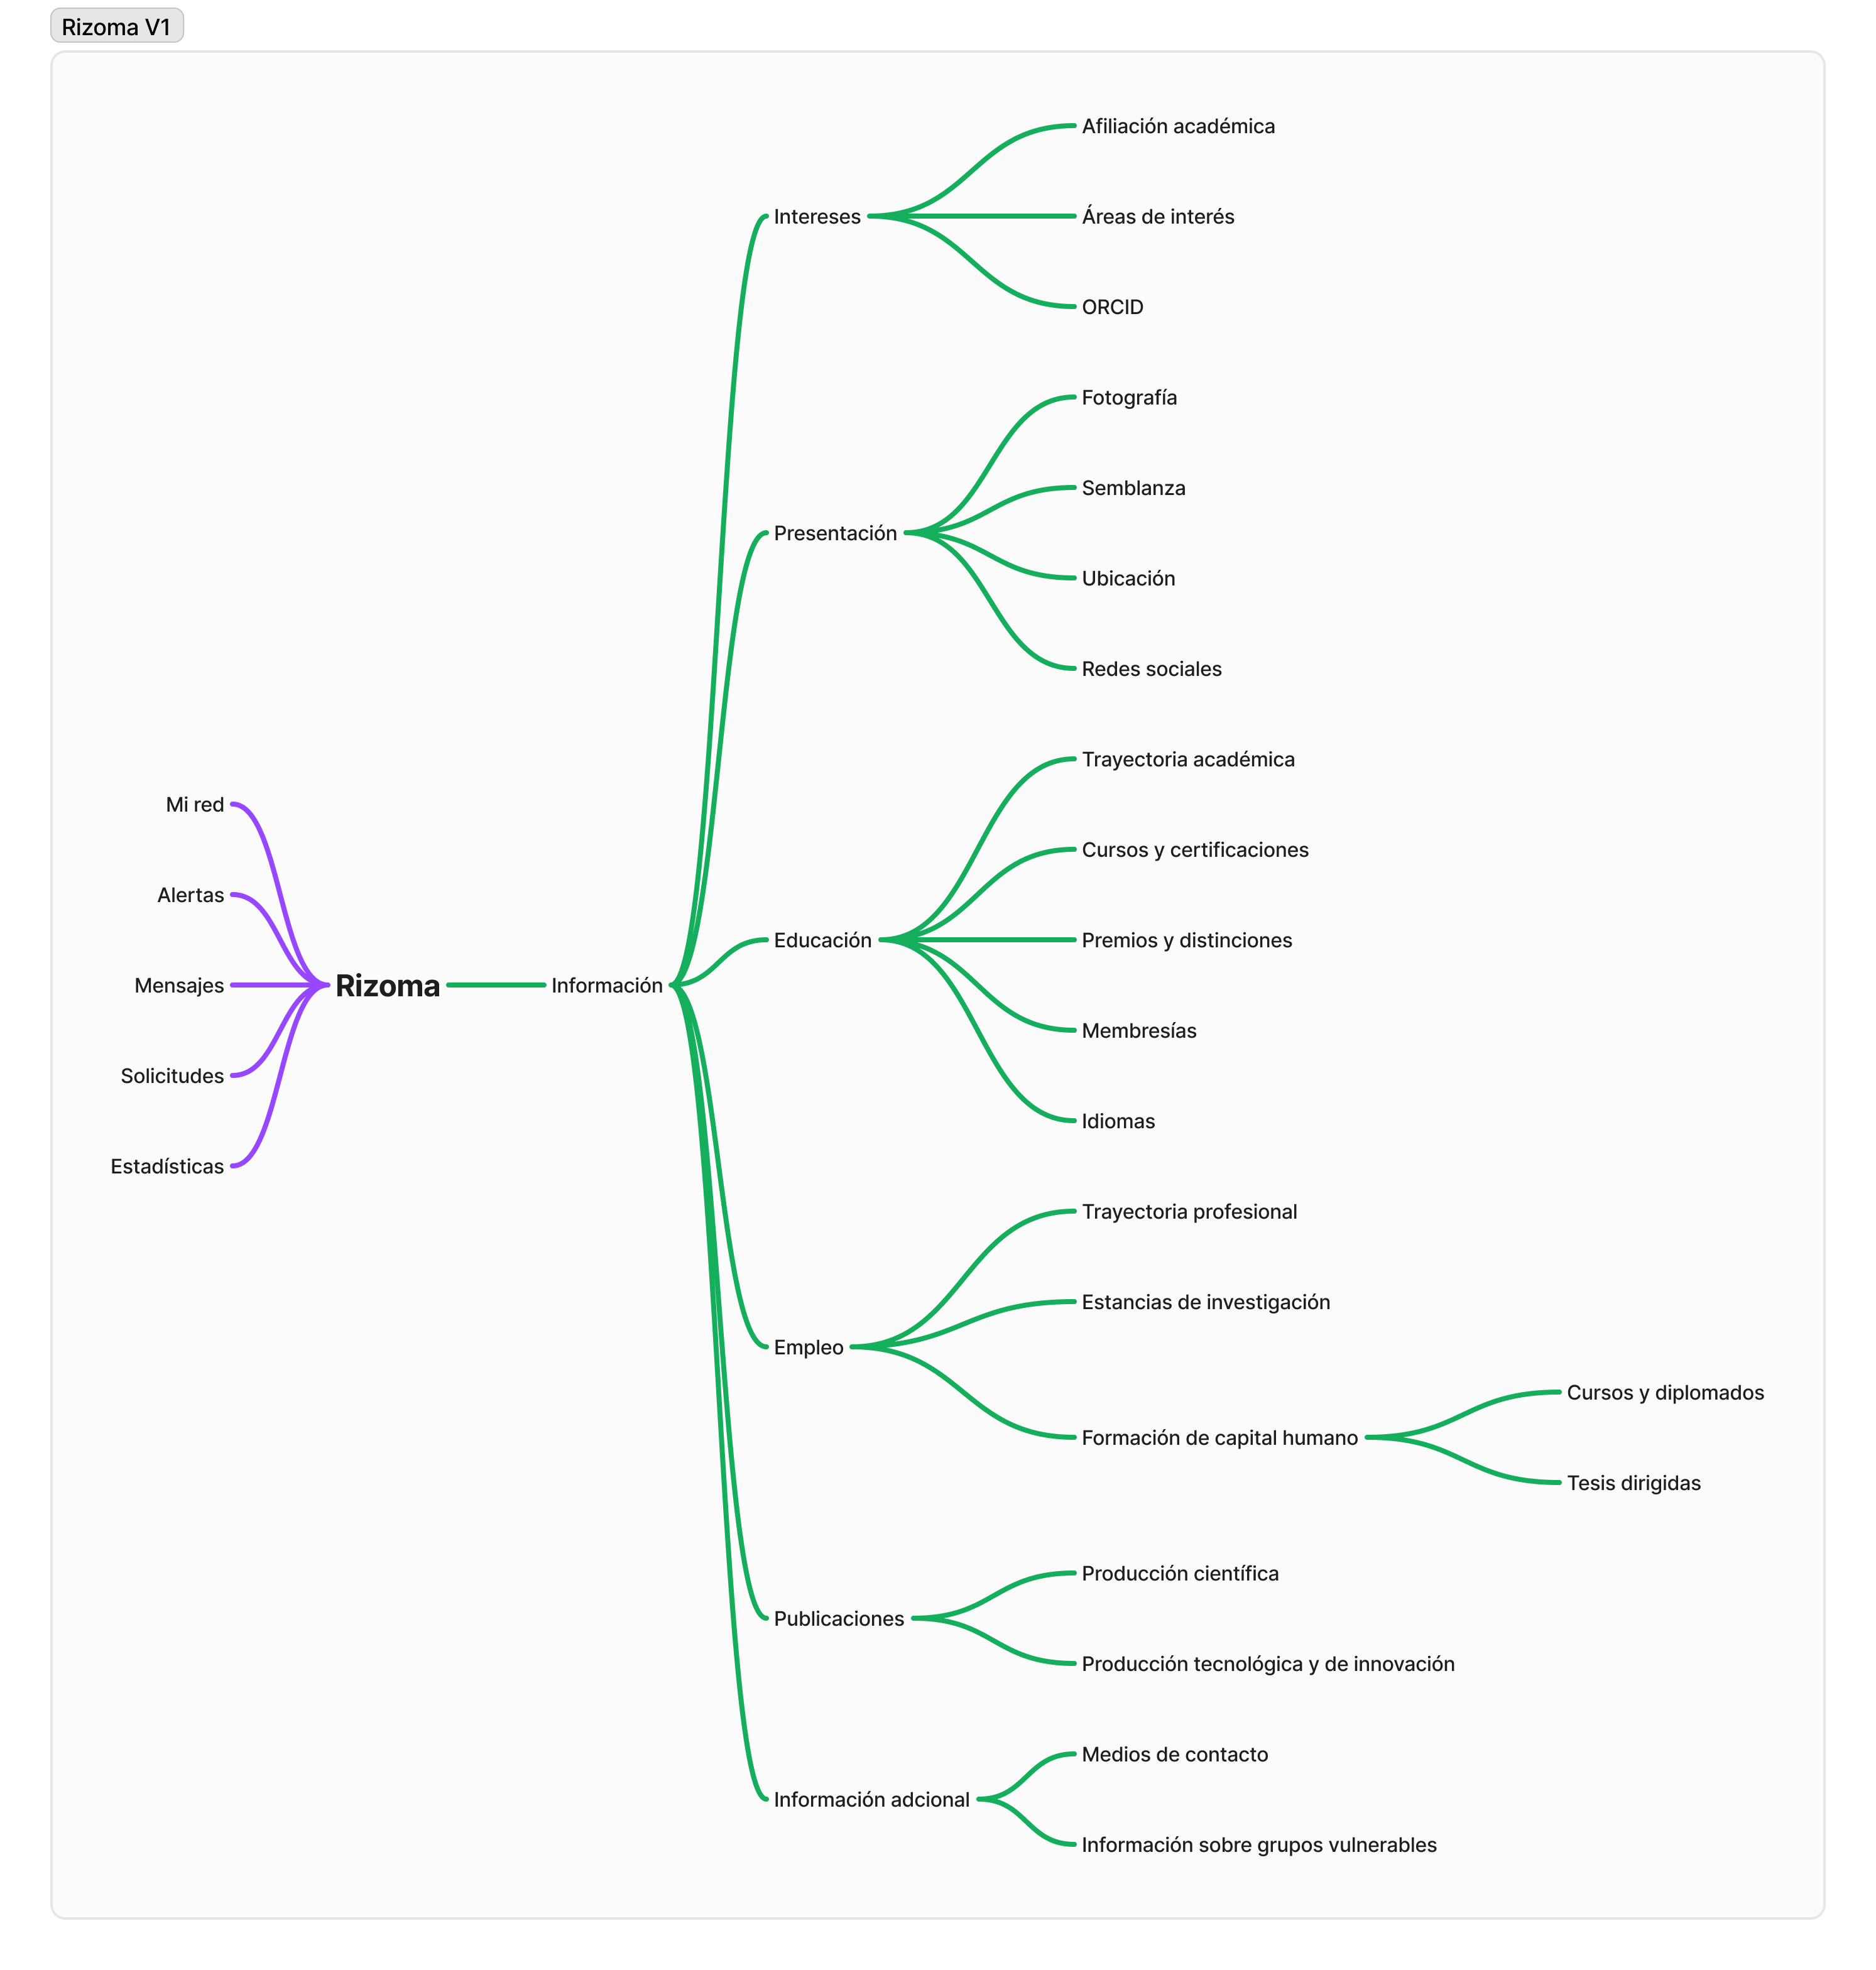 Rizoma V1
Mi red
Alertas
Mensajes
Solicitudes
Estadísticas
Rizoma
Información
Intereses
Afiliación académica
Áreas de interés
ORCID
Presentación
Fotografía
Semblanza
Ubicación
Redes sociales
Educación
Trayectoria académica
Cursos y certificaciones
Premios y distinciones
Membresías
Idiomas
Empleo
Trayectoria profesional
Estancias de investigación
Formación de capital humano
Cursos y diplomados
Tesis dirigidas
Publicaciones
Producción científica
Producción tecnológica y de innovación
Información adcional
Medios de contacto
Información sobre grupos vulnerables